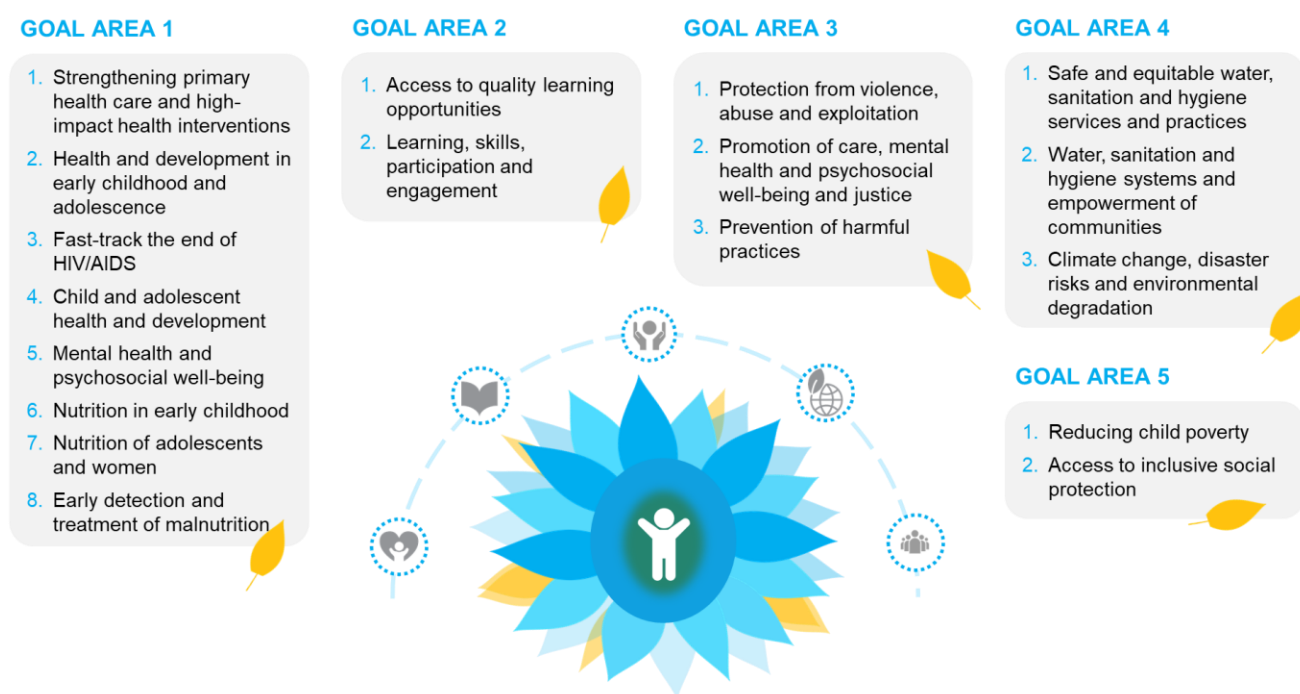 GOAL AREA 1
1. Strengthening primary
health care and high-
impact health interventions
2. Health and development in
early childhood and
adolescence
3. Fast-track the end of
HIV/AIDS
4. Child and adolescent
health and development
5. Mental health and
psychosocial well-being
6. Nutrition in early childhood
7. Nutrition of adolescents
and women
8. Early detection and
treatment of malnutrition
GOAL AREA 2
1. Access to quality learning
opportunities
2. Learning, skills,
participation and
engagement
GOAL AREA 3
1. Protection from violence,
abuse and exploitation
2. Promotion of care, mental
health and psychosocial
well-being and justice
3. Prevention of harmful
practices
GOAL AREA 4
1. Safe and equitable water,
sanitation and hygiene
services and practices
2. Water, sanitation and
hygiene systems and
empowerment of
communities
3. Climate change, disaster
risks and environmental
degradation
GOAL AREA 5
1. Reducing child poverty
2. Access to inclusive social
protection